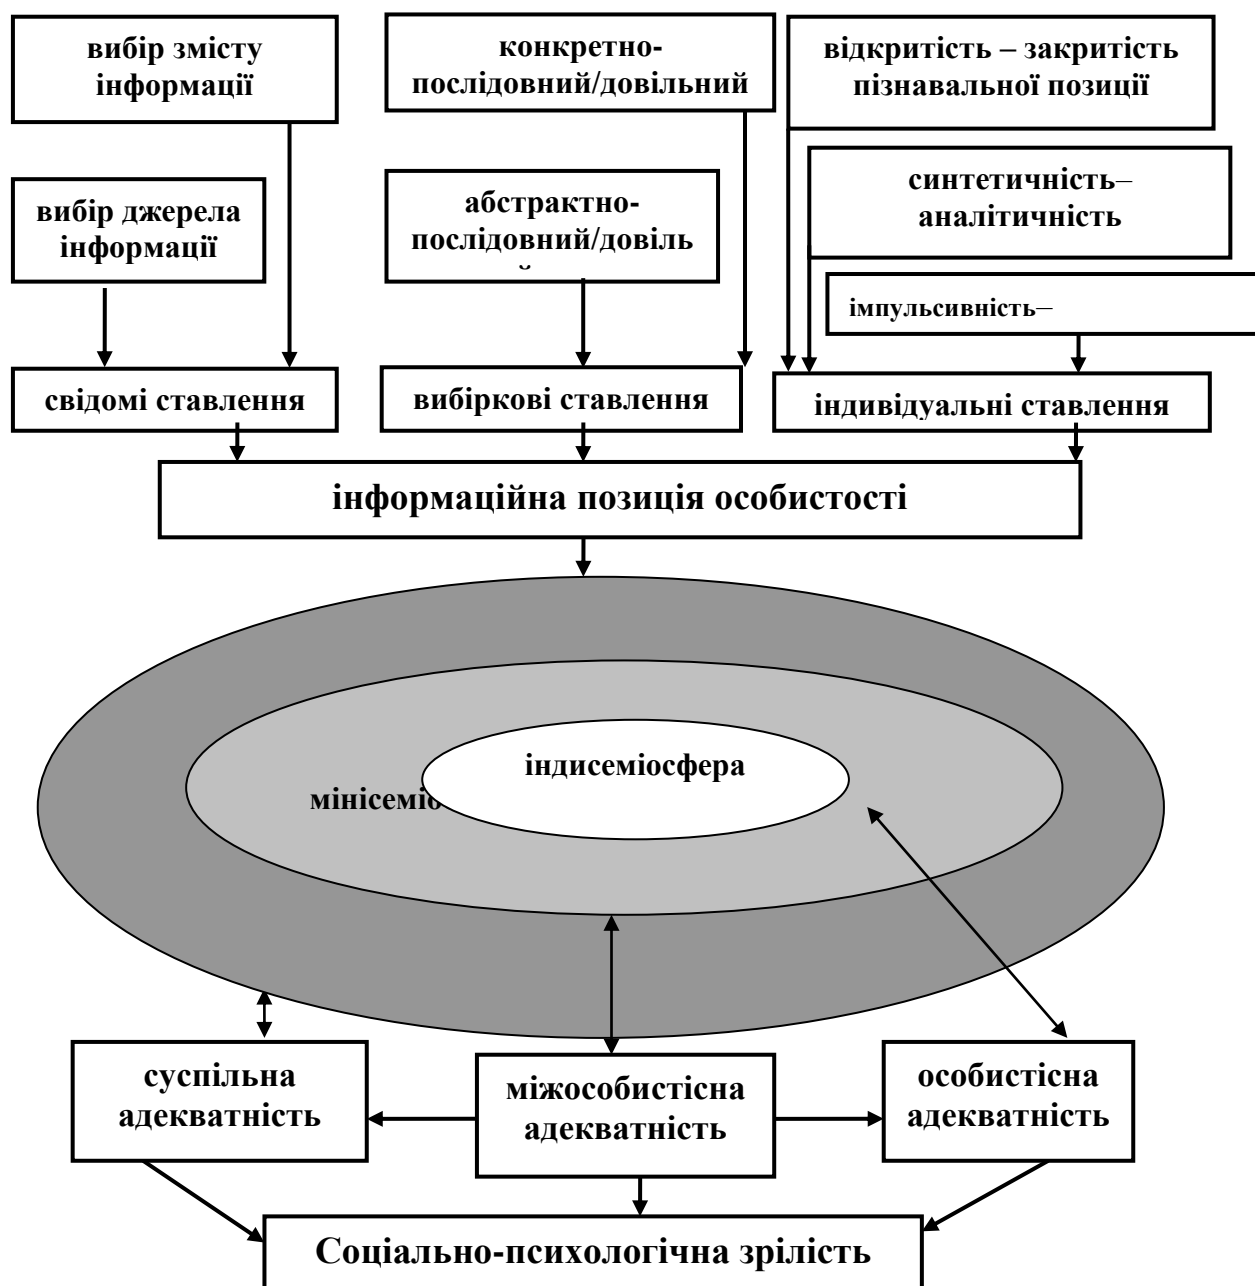 вибір змісту
інформації
конкретно-
послідовний/довільний
відкритість – закритість
пізнавальної позиції
вибір джерела
інформації
абстрактно-
послідовний/довіль
синтетичність–
аналітичність
імпульсивність–
свідомі ставлення
вибіркові ставлення
індивідуальні ставлення
інформаційна позиція особистості
індисеміосфера
мінісеміо
суспільна
адекватність
міжособистісна
адекватність
особистісна
адекватність
Соціально-психологічна зрілість